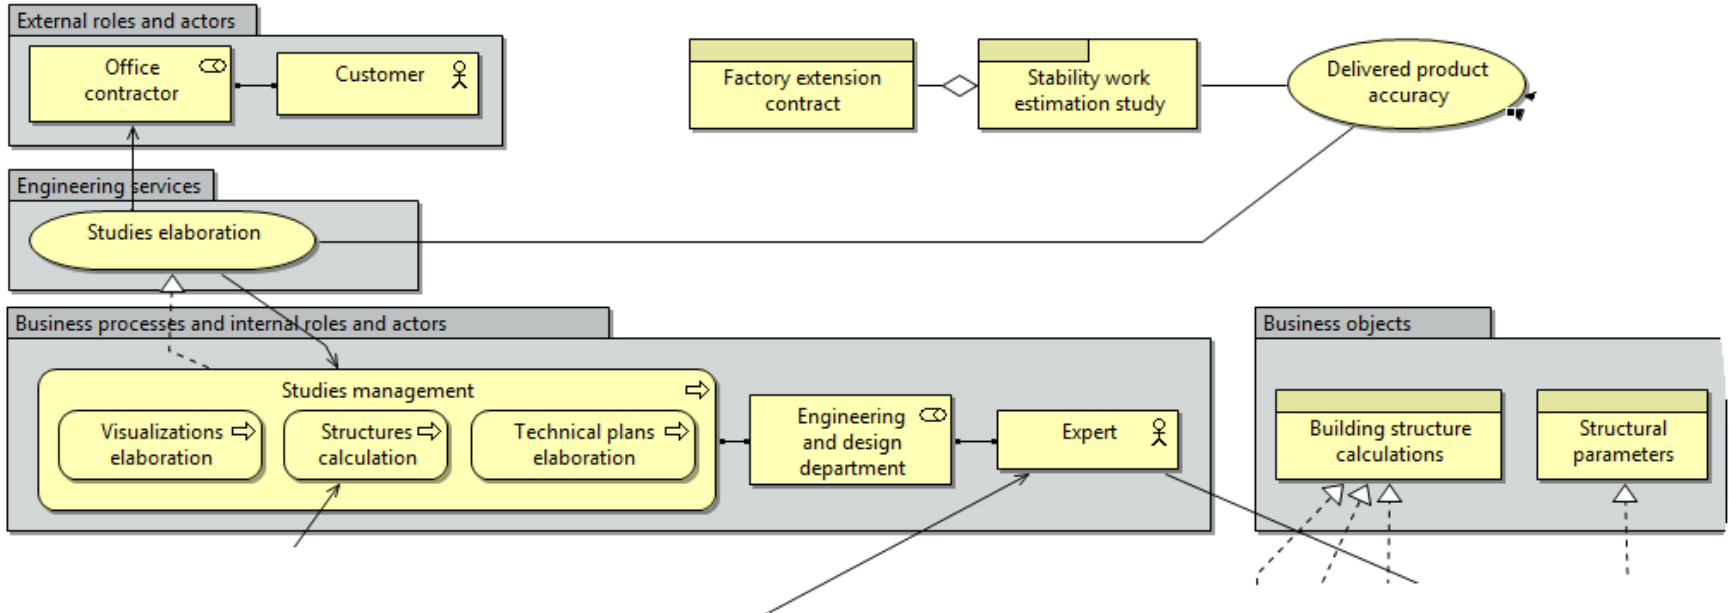 External roles and actors
Office
contractor
Customer
Factory extension
contract
Stability work
estimation study
Delivered product
accuracy
Engineering services
Studies elaboration
Business processes and internal roles and actors
Studies management
Visualizations
elaboration
Structures
calculation
Technical plans
elaboration
Engineering
and design
department
Expert
Business objects
Building structure
calculations
Structural
parameters